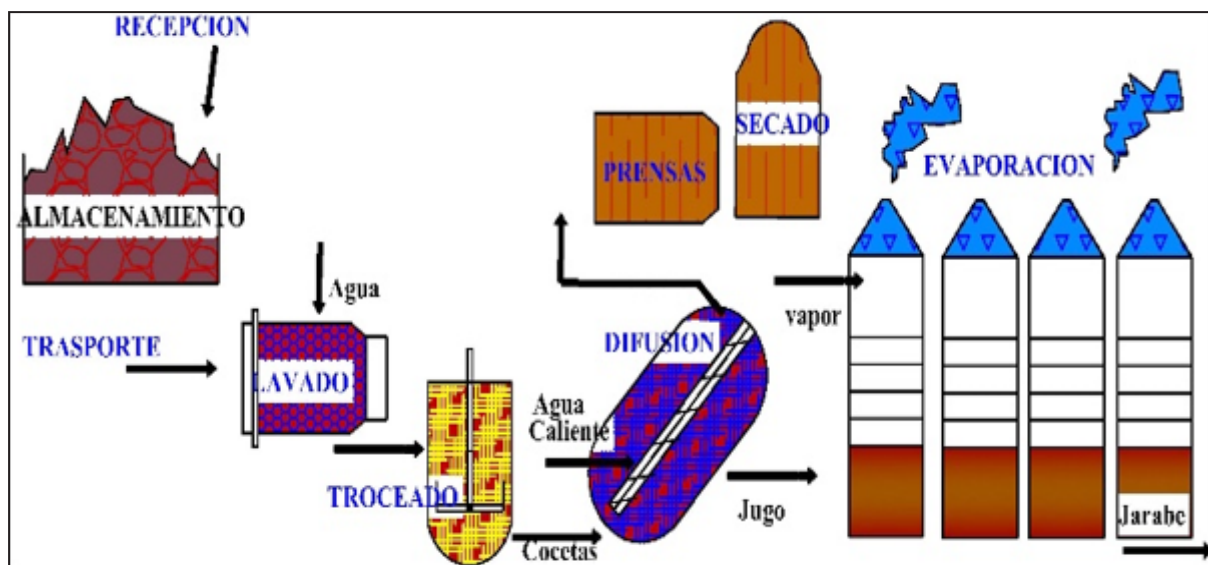 RECEPCION
ALMACENAMIENTO
TRASPORTE
Agua
LAVADO
TROCEADO
Agua
Caliente
Cocetas
DIFUSION
PRENSAS
SECADO
vapor
Jugo
EVAPORACION
Jarabe